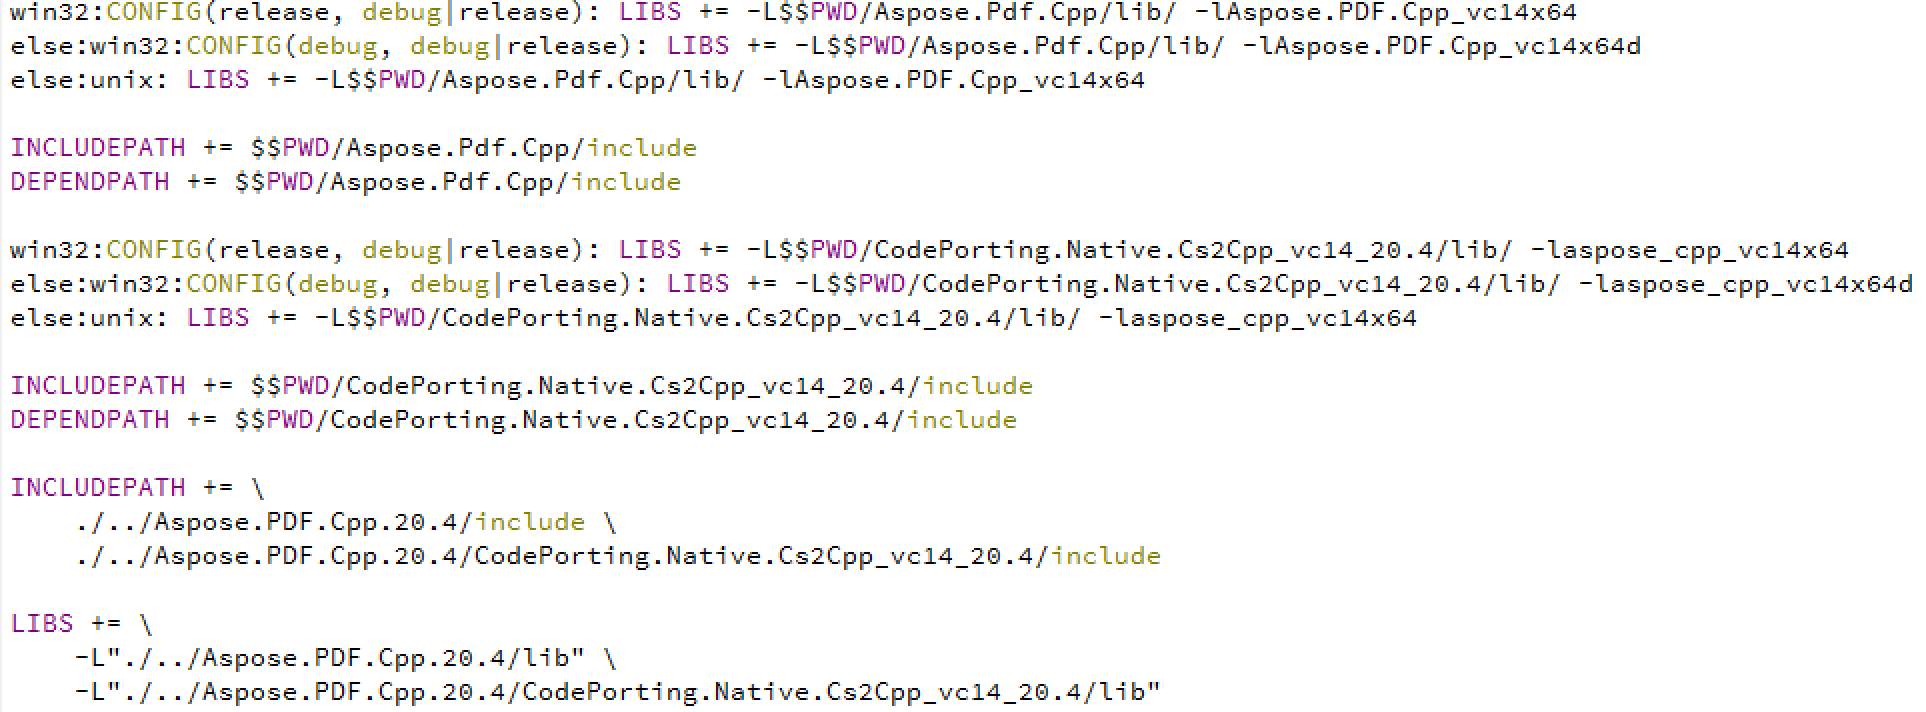 win32:CONFIG(release, debug|release): LIBS += -L$$PWD/Aspose.Pdf.Cpp/lib/ -lAspose.PDF.Cpp_vc14x64
else:win32:CONFIG(debug, debug|release): LIBS += -L$$PWD/Aspose.Pdf.Cpp/lib/ -lAspose.PDF.Cpp_vc14x64d
else:unix: LIBS += -L$$PWD/Aspose.Pdf.Cpp/lib/ -lAspose.PDF.Cpp_vc14x64

INCLUDEPATH += $$PWD/Aspose.Pdf.Cpp/include
DEPENDPATH += $$PWD/Aspose.Pdf.Cpp/include

win32:CONFIG(release, debug|release): LIBS += -L$$PWD/CodePorting.Native.Cs2Cpp_vc14_20.4/lib/ -laspose_cpp_vc14x64
else:win32:CONFIG(debug, debug|release): LIBS += -L$$PWD/CodePorting.Native.Cs2Cpp_vc14_20.4/lib/ -laspose_cpp_vc14x64d
else:unix: LIBS += -L$$PWD/CodePorting.Native.Cs2Cpp_vc14_20.4/lib/ -laspose_cpp_vc14x64

INCLUDEPATH += $$PWD/CodePorting.Native.Cs2Cpp_vc14_20.4/include
DEPENDPATH += $$PWD/CodePorting.Native.Cs2Cpp_vc14_20.4/include

INCLUDEPATH += \
    ./../Aspose.PDF.Cpp.20.4/include \
    ./../Aspose.PDF.Cpp.20.4/CodePorting.Native.Cs2Cpp_vc14_20.4/include

LIBS += \
    -L"./../Aspose.PDF.Cpp.20.4/lib" \
    -L"./../Aspose.PDF.Cpp.20.4/CodePorting.Native.Cs2Cpp_vc14_20.4/lib"